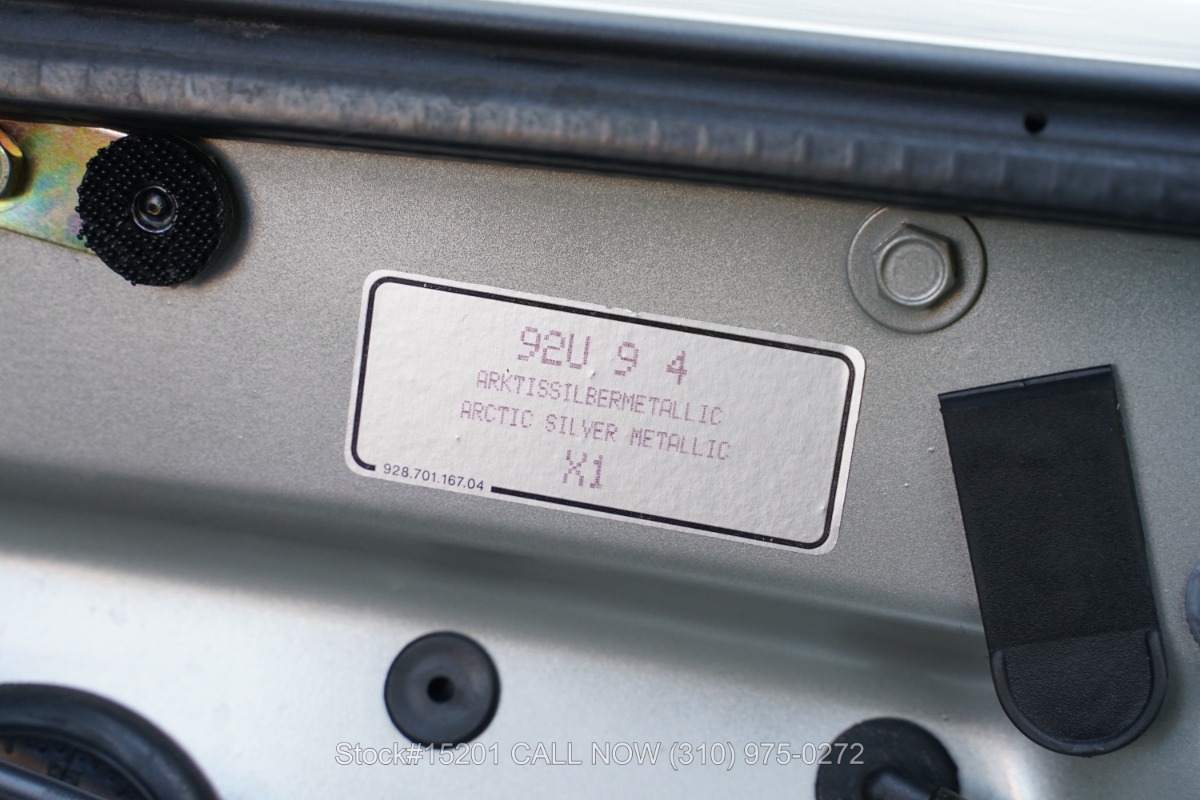 92U 9 4
ARKTISSILBERMETALLIC
ARCTIC SILVER METALLIC
X1
928.701.167.04
Stock#15201 CALL NOW (310) 975-0272